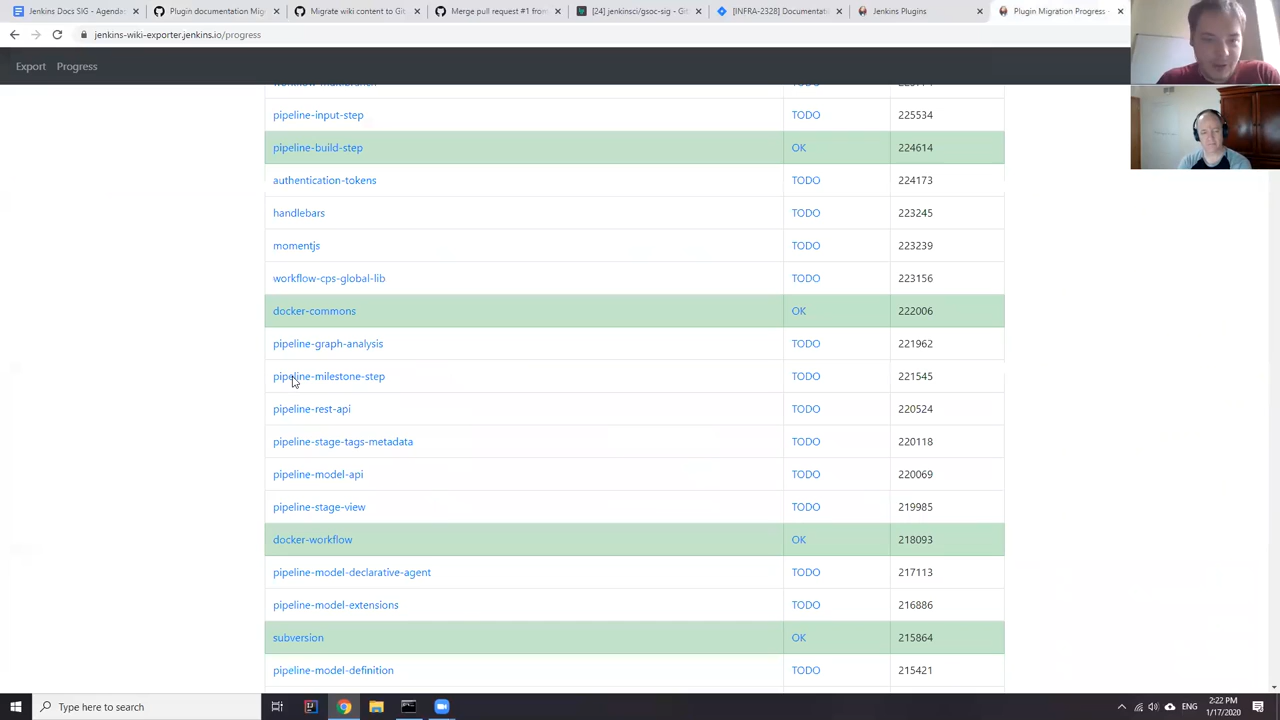 Jenkins Docs SIG - Agenda
Plugin documentation Mig
Migrate wiki content to Git
Merge pull request #1 from
[24] jenkinsci/gsoc-sig - Git
[INFRA-2328] Documentati
Jenkins Plugins
Plugin Migration Progress
jenkins-wiki-exporter.jenkins.io/progress
Export Progress
pipeline-input-step TODO 225534
pipeline-build-step OK 224614
authentication-tokens TODO 224173
handlebars TODO 223245
momentjs TODO 223239
workflow-cps-global-lib TODO 223156
docker-commons OK 222006
pipeline-graph-analysis TODO 221962
pipeline-milestone-step TODO 221545
pipeline-rest-api TODO 220524
pipeline-stage-tags-metadata TODO 220118
pipeline-model-api TODO 220069
pipeline-stage-view TODO 219985
docker-workflow OK 218093
pipeline-model-declarative-agent TODO 217113
pipeline-model-extensions TODO 216886
subversion OK 215864
pipeline-model-definition TODO 215421
Type here to search
ENG
2:22 PM
1/17/2020